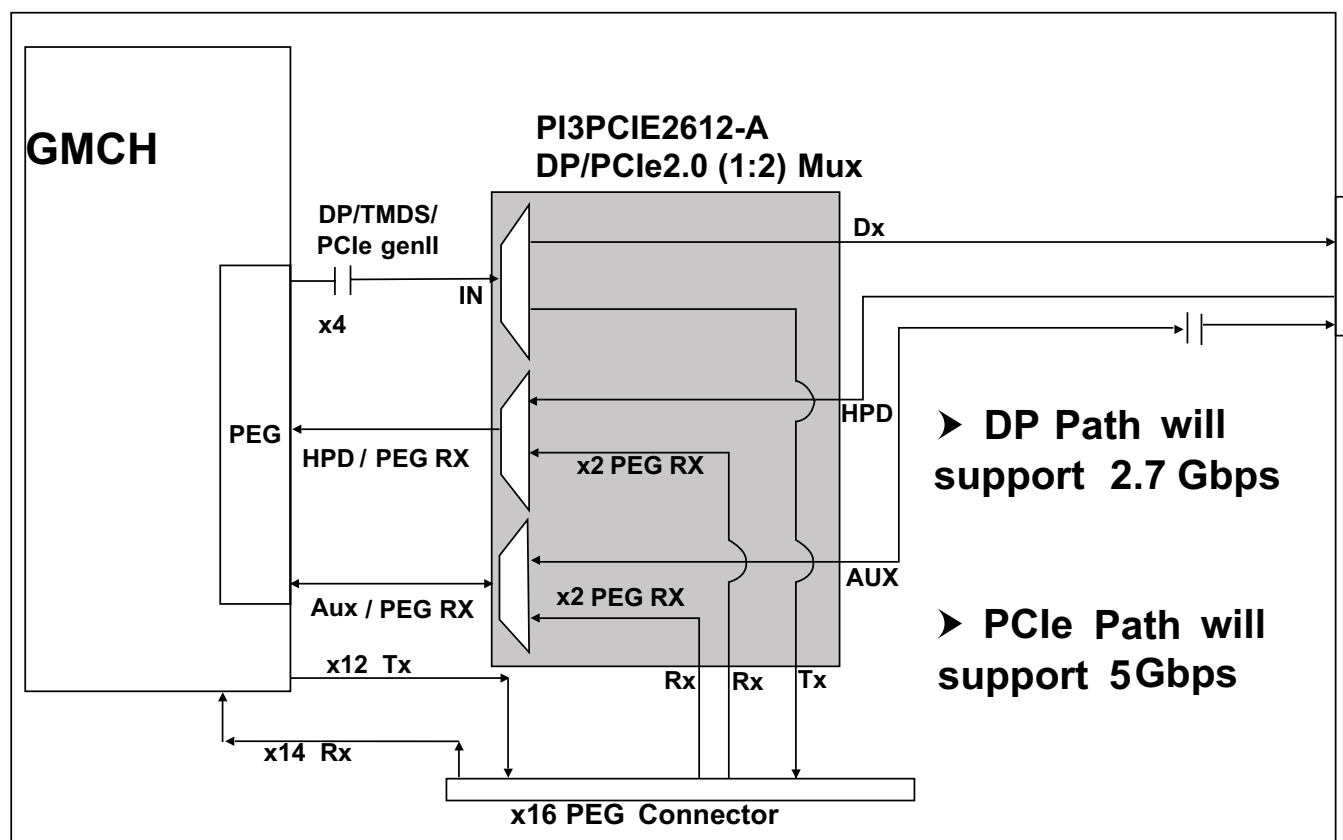 PI3PCIE2612-A
DP/PCIe2.0 (1:2) Mux
GMCH
DP/TMDS/
PCIe genII
Dx
IN
x4
HPD
➤ DP Path will
support 2.7 Gbps
PEG
HPD / PEG RX
x2 PEG RX
AUX
Aux / PEG RX
x2 PEG RX
➤ PCIe Path will
support 5Gbps
x12 Tx
Rx
Rx
Tx
x14 Rx
x16 PEG Connector